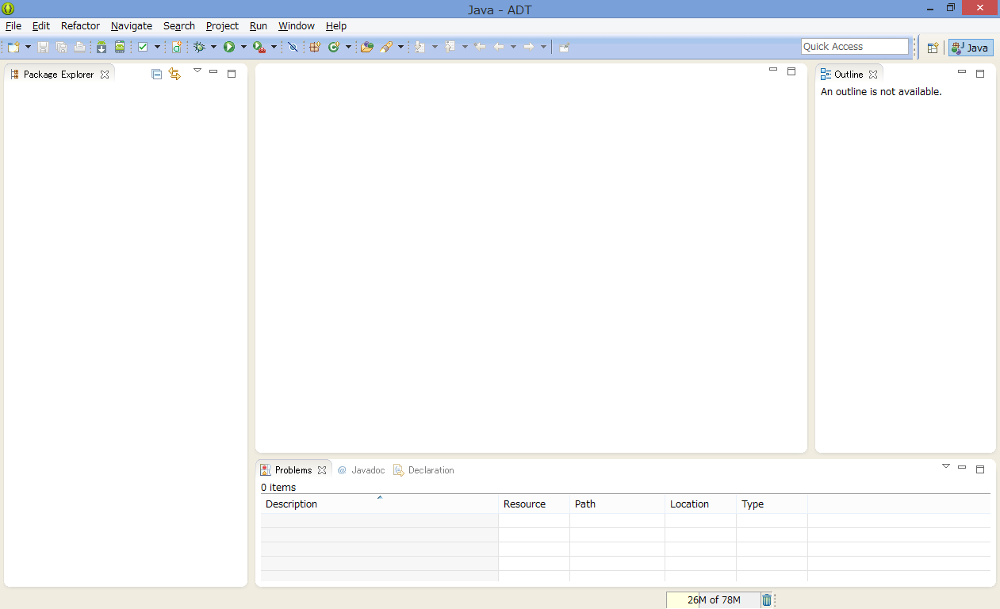 Java - ADT
File Edit Refactor Navigate Search Project Run Window Help
Quick Access
Java
Package Explorer
Outline
An outline is not available.
Problems @ Javadoc Declaration
0 items
Description Resource Path Location Type
26M of 78M